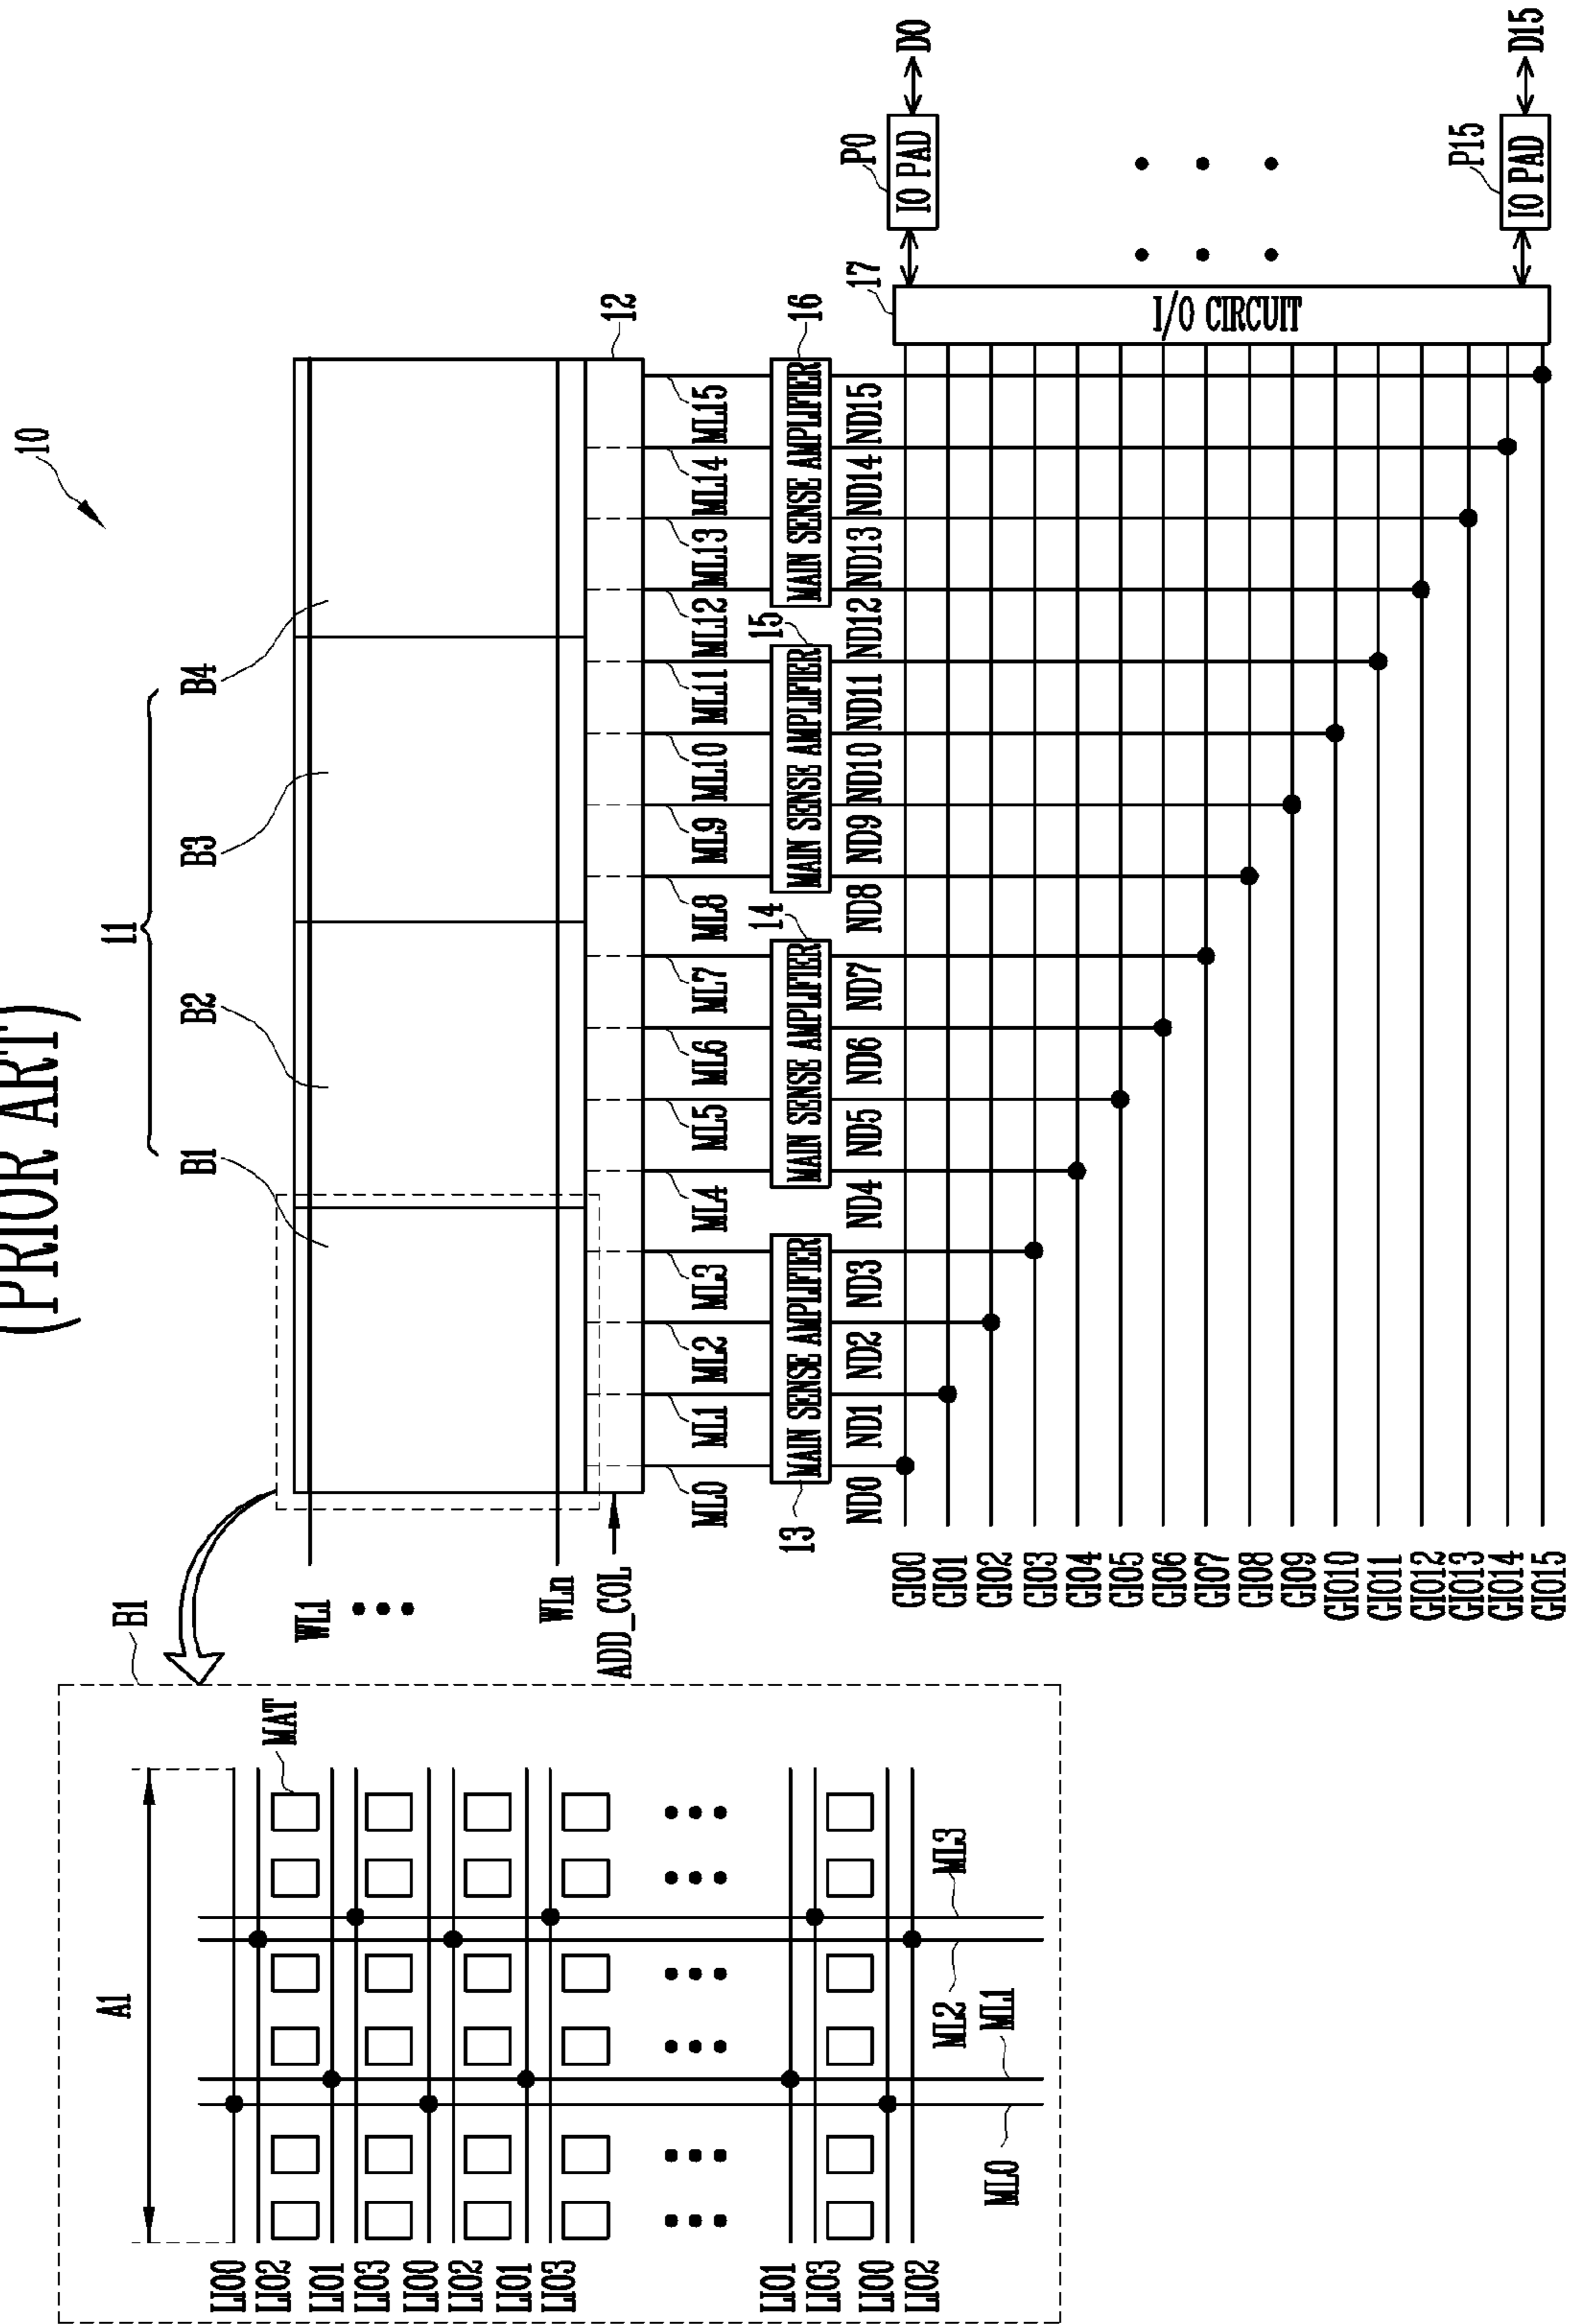 (PRIOR ART)
10
11
B1
B2
B3
B4
WL1
WLn
ADD_COL
12
ML0
ML1
ML2
ML3
ML4
ML5
ML6
ML7
ML8
ML9
ML10
ML11
ML12
ML13
ML14
ML15
13
MAIN SENSE AMPLIFIER
14
MAIN SENSE AMPLIFIER
15
MAIN SENSE AMPLIFIER
16
MAIN SENSE AMPLIFIER
ND0
ND1
ND2
ND3
ND4
ND5
ND6
ND7
ND8
ND9
ND10
ND11
ND12
ND13
ND14
ND15
GIO0
GIO1
GIO2
GIO3
GIO4
GIO5
GIO6
GIO7
GIO8
GIO9
GIO10
GIO11
GIO12
GIO13
GIO14
GIO15
17
I/O CIRCUIT
P0
IO PAD
D0
P15
IO PAD
D15
B1
A1
MAT
LIO0
LIO2
LIO1
LIO3
LIO0
LIO2
LIO1
LIO3
LIO1
LIO3
LIO0
LIO2
ML0
ML1
ML2
ML3